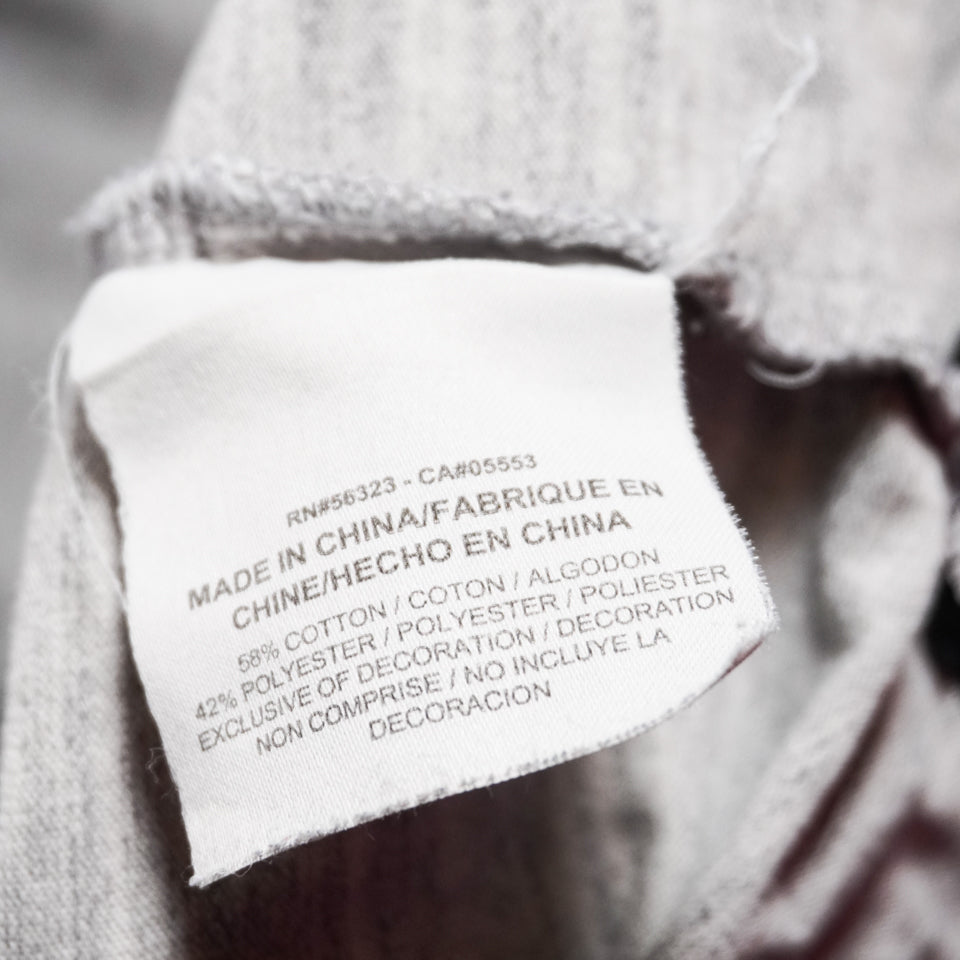 RN#56323 - CA#05553
MADE IN CHINA/FABRIQUE EN
CHINE/HECHO EN CHINA
58% COTTON / COTON / ALGODON
42% POLYESTER / POLYESTER / POLIESTER
EXCLUSIVE OF DECORATION / DECORATION
NON COMPRISE / NO INCLUYE LA
DECORACION